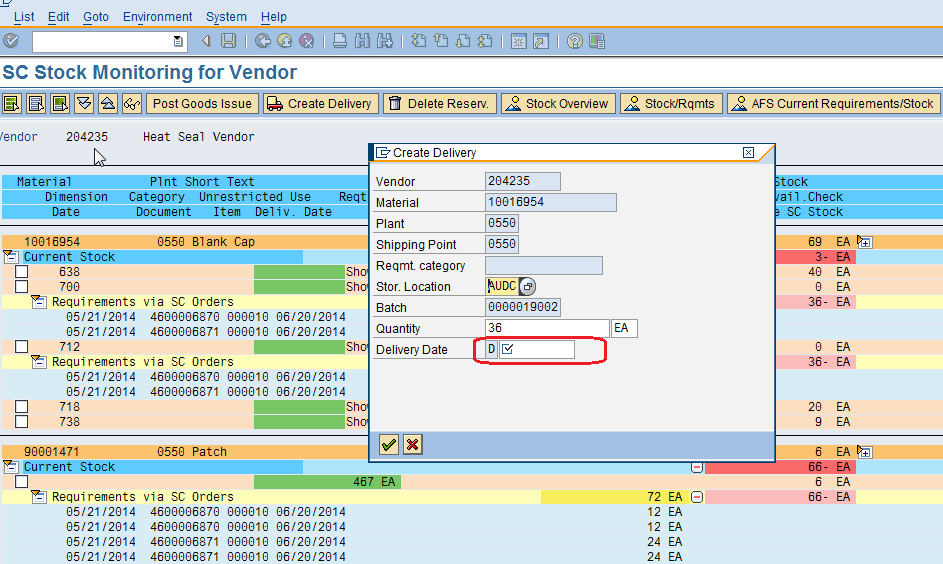 List Edit Goto Environment System Help
SC Stock Monitoring for Vendor
Post Goods Issue Create Delivery Delete Reserv. Stock Overview Stock/Rqmts AFS Current Requirements/Stock
Vendor 204235 Heat Seal Vendor
Material Plnt Short Text Stock
Dimension Category Unrestricted Use Reqt vail.Check
Date Document Item Deliv. Date e SC Stock
10016954 0550 Blank Cap 69 EA
Current Stock 3- EA
638 Show 40 EA
700 Show 0 EA
Requirements via SC Orders 36- EA
05/21/2014 4600006870 000010 06/20/2014
05/21/2014 4600006871 000010 06/20/2014
712 Show 0 EA
Requirements via SC Orders 36- EA
05/21/2014 4600006870 000010 06/20/2014
05/21/2014 4600006871 000010 06/20/2014
718 Show 20 EA
738 Show 9 EA
90001471 0550 Patch 6 EA
Current Stock 66- EA
467 EA 6 EA
Requirements via SC Orders 72 EA 66- EA
05/21/2014 4600006870 000010 06/20/2014 12 EA
05/21/2014 4600006870 000010 06/20/2014 12 EA
05/21/2014 4600006871 000010 06/20/2014 24 EA
05/21/2014 4600006871 000010 06/20/2014 24 EA
Create Delivery
Vendor 204235
Material 10016954
Plant 0550
Shipping Point 0550
Reqmt. category
Stor. Location AUDC
Batch 0000019002
Quantity 36 EA
Delivery Date D